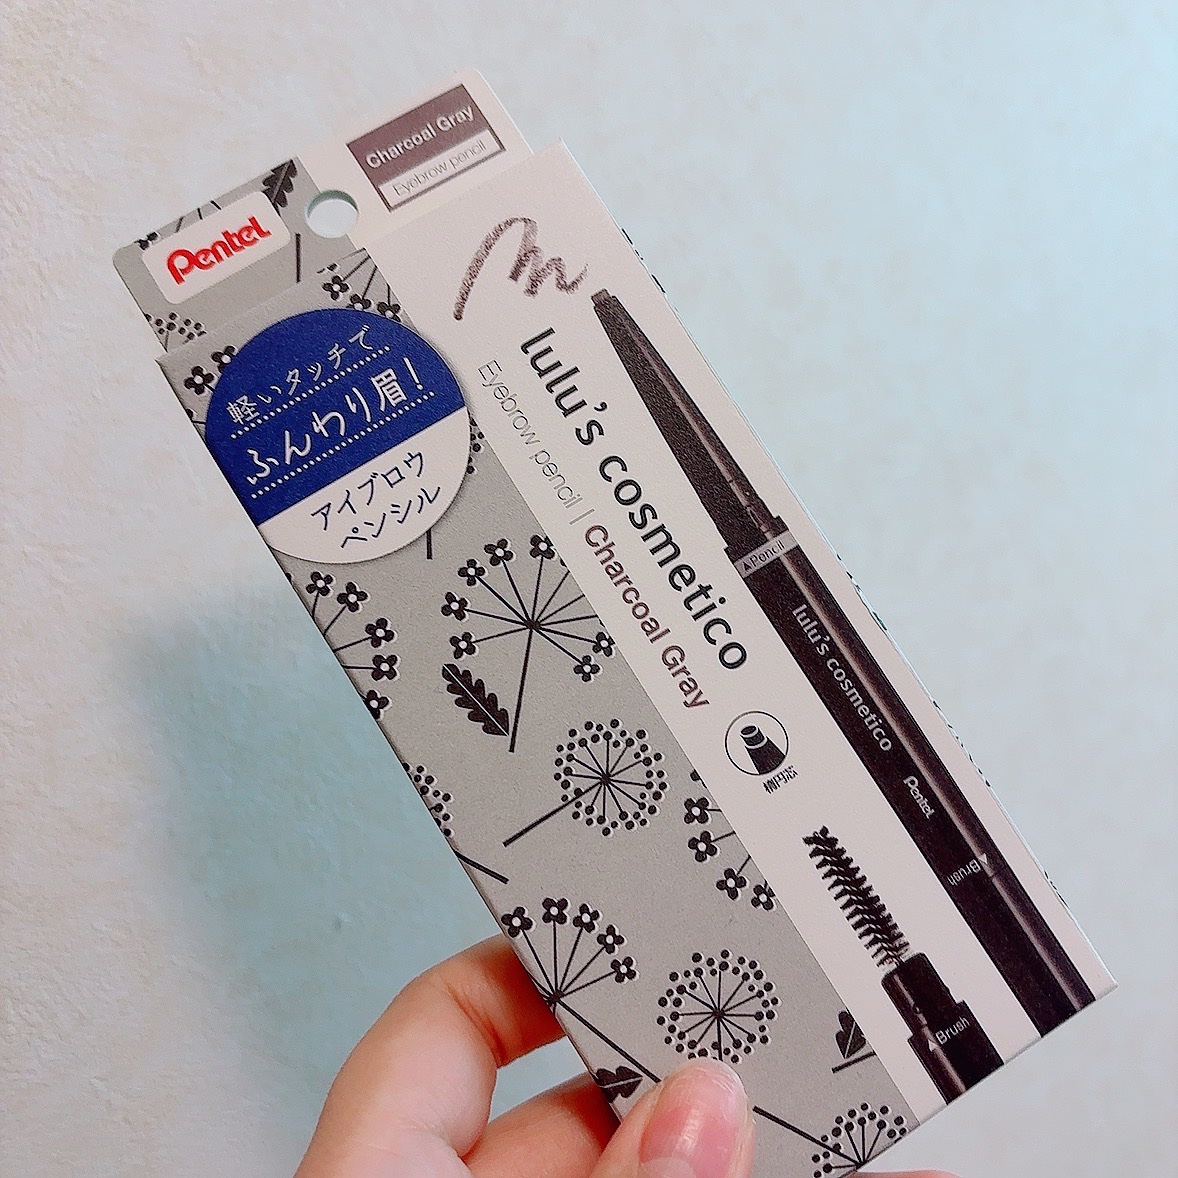 Charcoal Gray
Eyebrow pencil
Pentel
軽いタッチで
ふんわり眉!
アイブロウ
ペンシル
lulu's cosmetico
Eyebrow pencil | Charcoal Gray
▲Pencil
lulu's cosmetico
Pentel
▲Brush
▲Brush